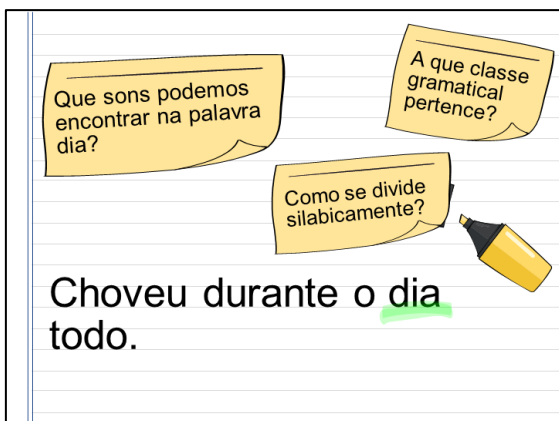 Que sons podemos
encontrar na palavra
dia?
A que classe
gramatical
pertence?
Como se divide
silabicamente?
Choveu durante o dia
todo.